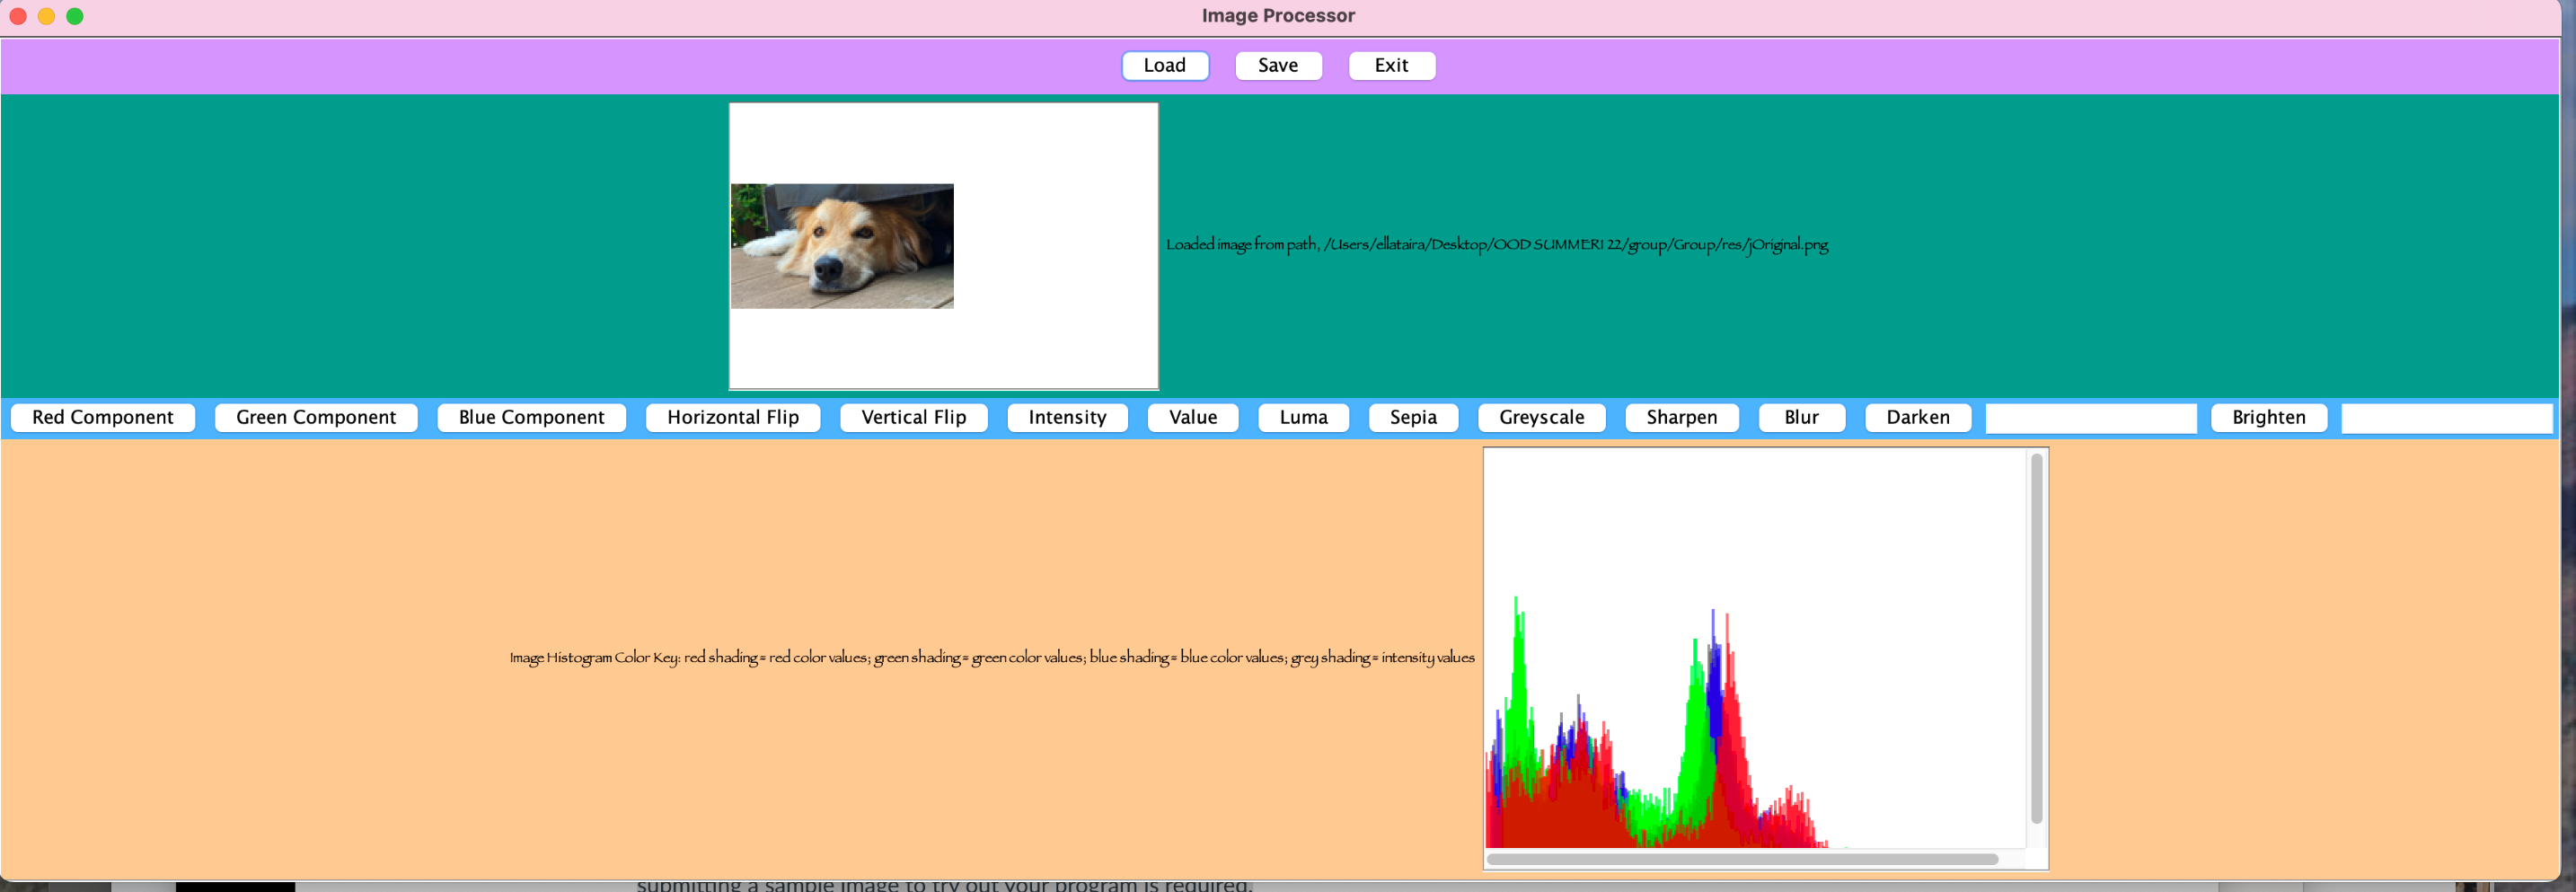 Image Processor
Load Save Exit
Loaded image from path, /Users/ellataira/Desktop/OOD SUMMER1 22/group/Group/res/jOriginal.png
Red Component Green Component Blue Component Horizontal Flip Vertical Flip Intensity Value Luma Sepia Greyscale Sharpen Blur Darken Brighten
Image Histogram Color Key: red shading = red color values; green shading = green color values; blue shading = blue color values; grey shading = intensity values
submitting a sample image to try out your program is required.